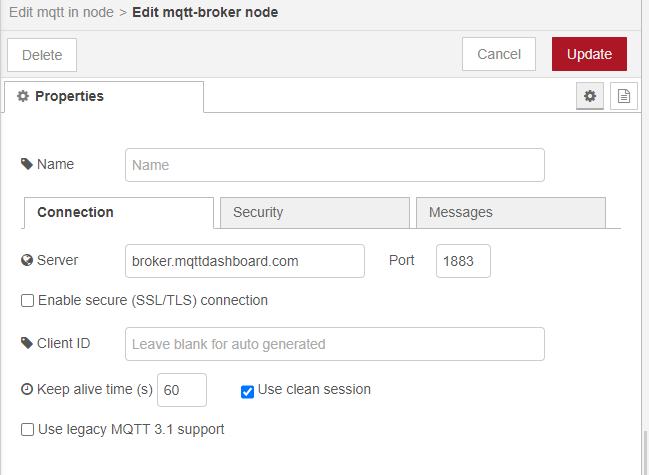 Edit mqtt in node > Edit mqtt-broker node
Delete Cancel Update
Properties
Name Name
Connection Security Messages
Server broker.mqttdashboard.com Port 1883
Enable secure (SSL/TLS) connection
Client ID Leave blank for auto generated
Keep alive time (s) 60 Use clean session
Use legacy MQTT 3.1 support